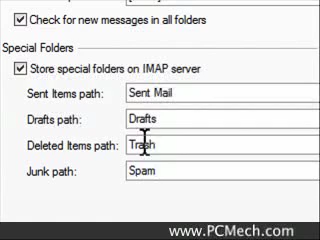 Check for new messages in all folders
Special Folders
Store special folders on IMAP server
Sent Items path: Sent Mail
Drafts path: Drafts
Deleted Items path: Trash
Junk path: Spam
www.PCMech.com